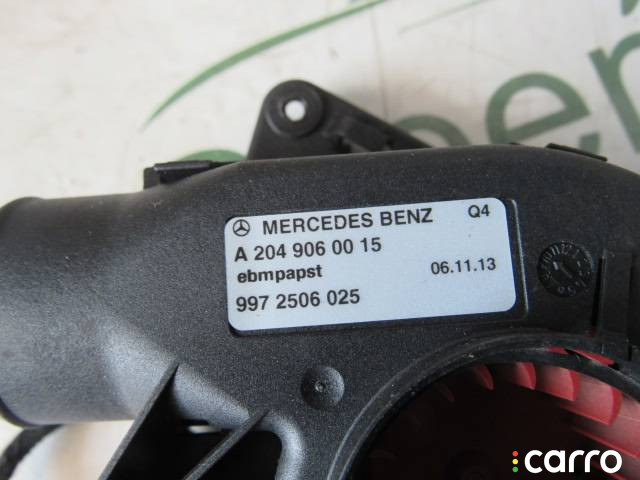 MERCEDES BENZ Q4
A 204 906 00 15
ebmpapst 06.11.13
997 2506 025
carro